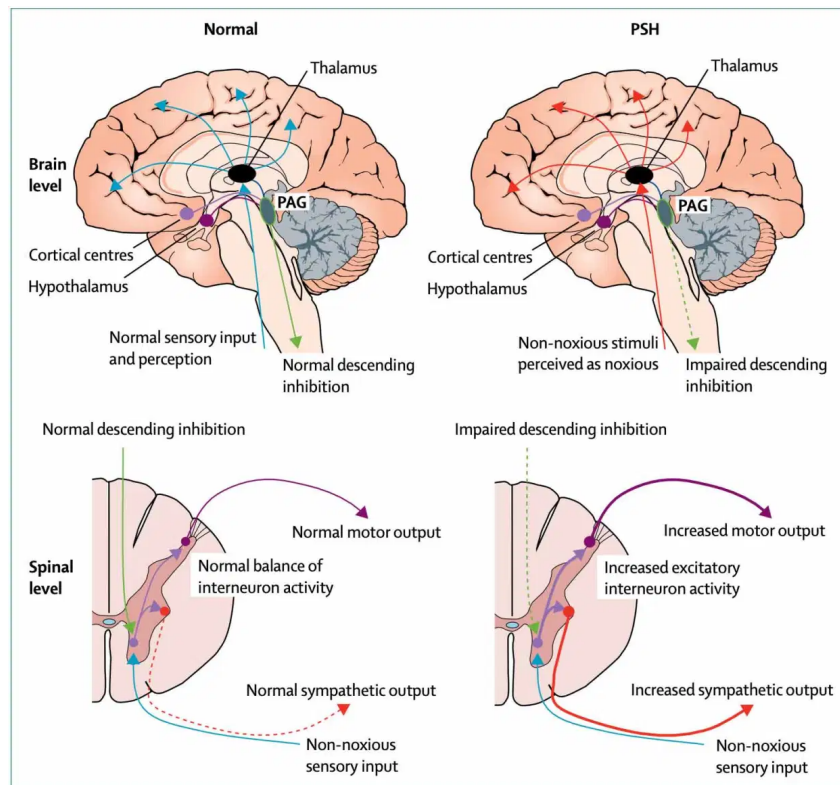 Normal
PSH
Brain
level
Thalamus
PAG
Cortical centres
Hypothalamus
Normal sensory input
and perception
Normal descending
inhibition
Thalamus
PAG
Cortical centres
Hypothalamus
Non-noxious stimuli
perceived as noxious
Impaired descending
inhibition
Spinal
level
Normal descending inhibition
Normal motor output
Normal balance of
interneuron activity
Normal sympathetic output
Non-noxious
sensory input
Impaired descending inhibition
Increased motor output
Increased excitatory
interneuron activity
Increased sympathetic output
Non-noxious
sensory input